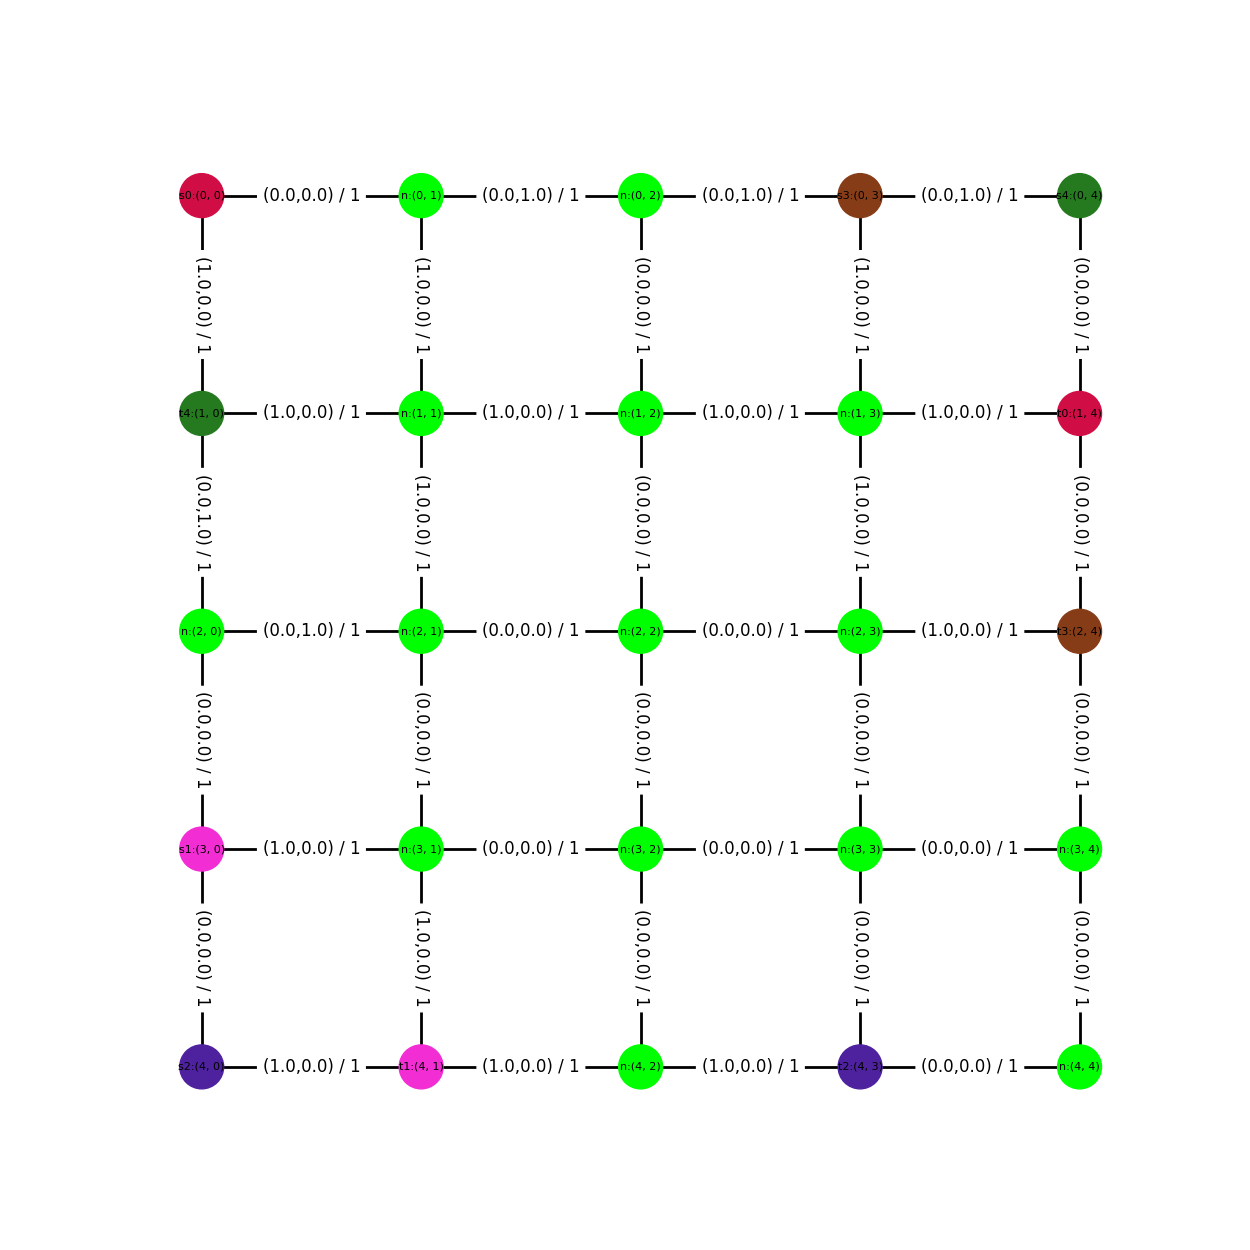 s0:(0, 0) (0.0,0.0) / 1 n:(0, 1) (0.0,1.0) / 1 n:(0, 2) (0.0,1.0) / 1 s3:(0, 3) (0.0,1.0) / 1 s4:(0, 4)
(1.0,0.0) / 1 (1.0,0.0) / 1 (0.0,0.0) / 1 (1.0,0.0) / 1 (0.0,0.0) / 1
t4:(1, 0) (1.0,0.0) / 1 n:(1, 1) (1.0,0.0) / 1 n:(1, 2) (1.0,0.0) / 1 n:(1, 3) (1.0,0.0) / 1 t0:(1, 4)
(0.0,1.0) / 1 (1.0,0.0) / 1 (0.0,0.0) / 1 (1.0,0.0) / 1 (0.0,0.0) / 1
n:(2, 0) (0.0,1.0) / 1 n:(2, 1) (0.0,0.0) / 1 n:(2, 2) (0.0,0.0) / 1 n:(2, 3) (1.0,0.0) / 1 t3:(2, 4)
(0.0,0.0) / 1 (0.0,0.0) / 1 (0.0,0.0) / 1 (0.0,0.0) / 1 (0.0,0.0) / 1
s1:(3, 0) (1.0,0.0) / 1 n:(3, 1) (0.0,0.0) / 1 n:(3, 2) (0.0,0.0) / 1 n:(3, 3) (0.0,0.0) / 1 n:(3, 4)
(0.0,0.0) / 1 (1.0,0.0) / 1 (0.0,0.0) / 1 (0.0,0.0) / 1 (0.0,0.0) / 1
s2:(4, 0) (1.0,0.0) / 1 t1:(4, 1) (1.0,0.0) / 1 n:(4, 2) (1.0,0.0) / 1 t2:(4, 3) (0.0,0.0) / 1 n:(4, 4)